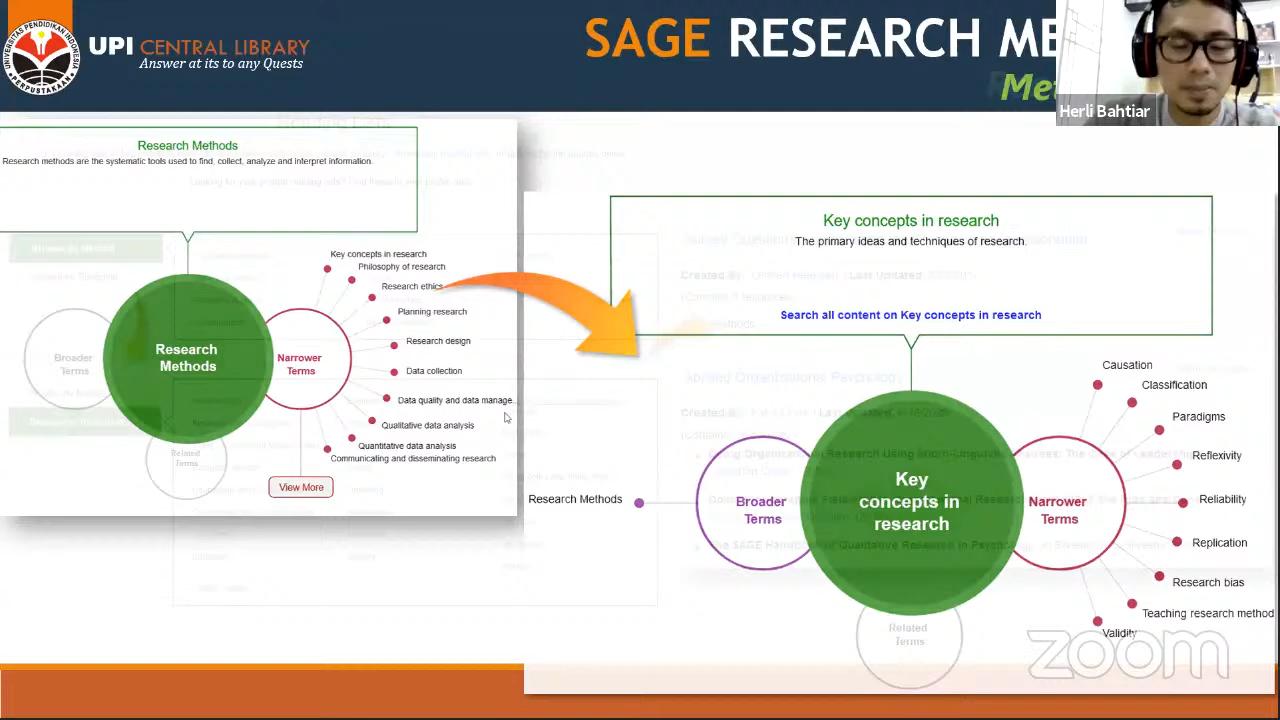 UNIVERSITAS PENDIDIKAN INDONESIA
PERPUSTAKAAN
UPI CENTRAL LIBRARY
Answer at its to any Quests
SAGE RESEARCH ME
Me
Herli Bahtiar
Research Methods
Research methods are the systematic tools used to find, collect, analyze and interpret information.
Broader
Terms
Research
Methods
Narrower
Terms
Related
Terms
Key concepts in research
Philosophy of research
Research ethics
Planning research
Research design
Data collection
Data quality and data manage...
Qualitative data analysis
Quantitative data analysis
Communicating and disseminating research
View More
Key concepts in research
The primary ideas and techniques of research.
Search all content on Key concepts in research
Research Methods
Broader
Terms
Key
concepts in
research
Narrower
Terms
Related
Terms
Causation
Classification
Paradigms
Reflexivity
Reliability
Replication
Research bias
Teaching research method
Validity
zoom